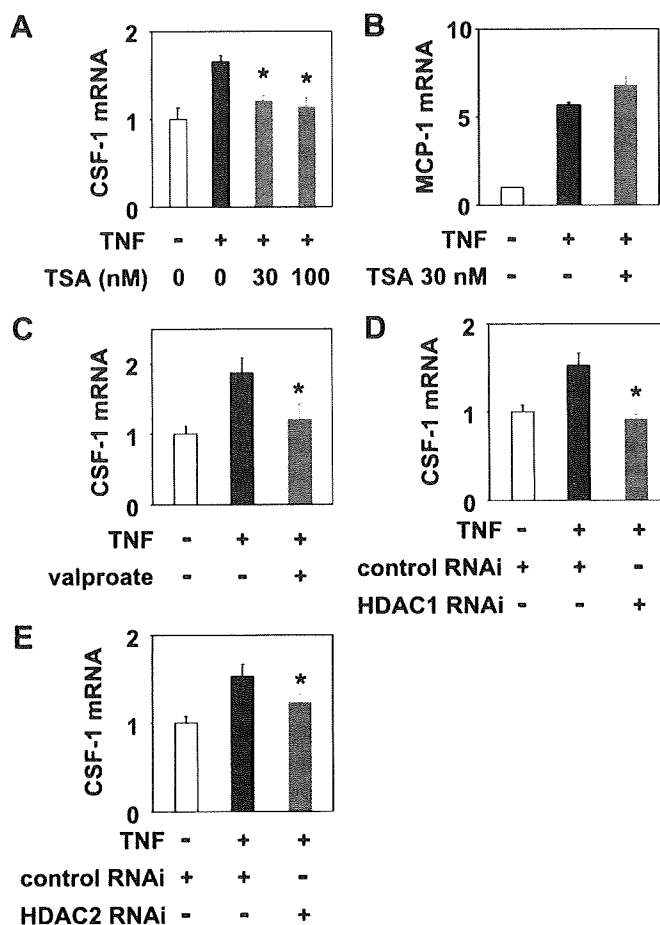 A
CSF-1 mRNA
2
1
0
TNF - + + +
TSA (nM) 0 0 30 100
* *
B
MCP-1 mRNA
10
5
0
TNF - + +
TSA 30 nM - - +
C
CSF-1 mRNA
2
1
0
*
TNF - + +
valproate - - +
D
CSF-1 mRNA
2
1
0
*
TNF - + +
control RNAi + + -
HDAC1 RNAi - - +
E
CSF-1 mRNA
2
1
0
*
TNF - + +
control RNAi + + -
HDAC2 RNAi - - +